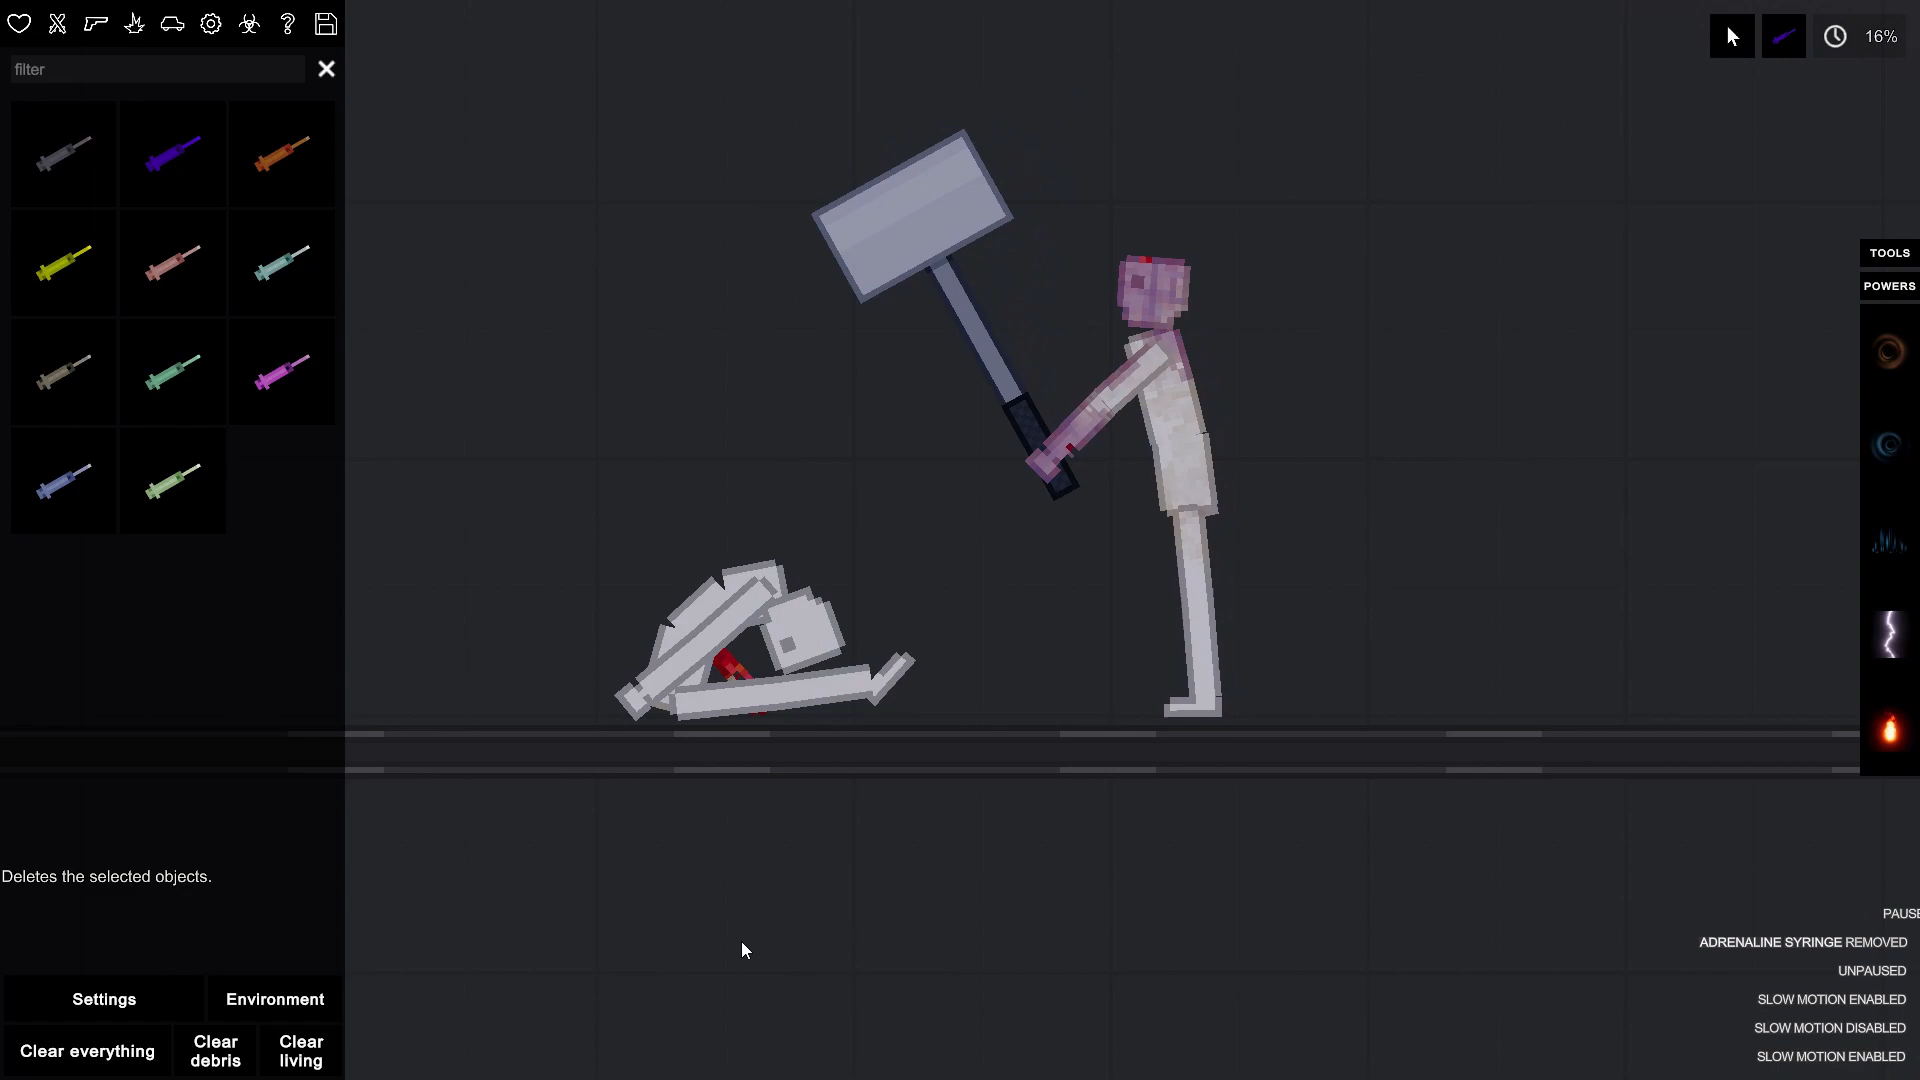 filter
16%
TOOLS
POWERS
Deletes the selected objects.
PAUSE
ADRENALINE SYRINGE REMOVED
UNPAUSED
SLOW MOTION ENABLED
SLOW MOTION DISABLED
SLOW MOTION ENABLED
Settings
Environment
Clear everything
Clear debris
Clear living